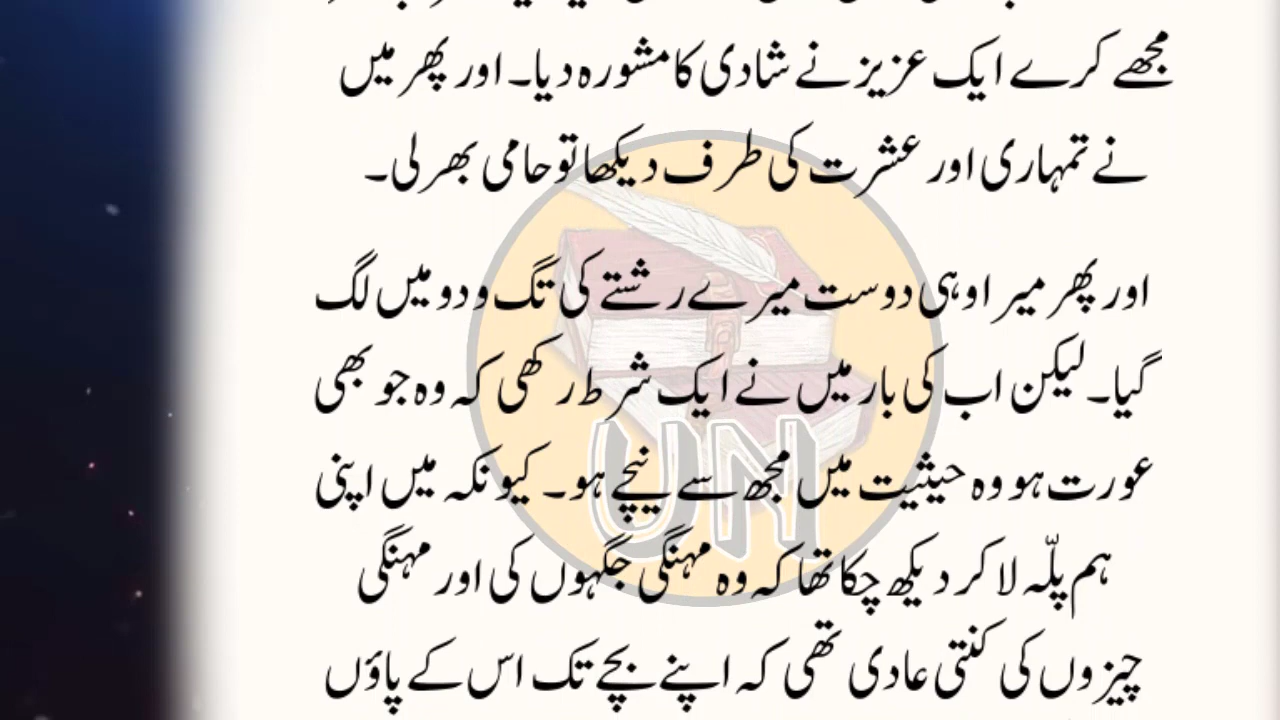 مجھے کرے ایک عزیز نے شادی کا مشورہ دیا۔ اور پھر میں
نے تمہاری اور عشرت کی طرف دیکھا تو حامی بھر لی۔
اور پھر میرا وہی دوست میرے رشتے کی تگ و دو میں لگ
گیا۔ لیکن اب کی بار میں نے ایک شرط رکھی کہ وہ جو بھی
عورت ہو وہ حیثیت میں مجھ سے نیچے ہو۔ کیونکہ میں اپنی
ہم پلّہ لا کر دیکھ چکا تھا کہ وہ مہنگی جگہوں کی اور مہنگی
چیزوں کی کنتی عادی تھی کہ اپنے بچے تک اس کے پاؤں
UN